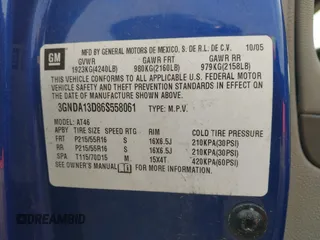 GM
MFD BY GENERAL MOTORS OF MEXICO, S. DE R.L. DE C.V. 10/05
GVWR GAWR FRT GAWR RR
1923KG(4240LB) 980KG(2160LB) 979KG(2158LB)
THIS VEHICLE CONFORMS TO ALL APPLICABLE U.S. FEDERAL
MOTOR VEHICLE SAFETY, BUMPER, AND THEFT PREVENTION
STANDARDS IN EFFECT ON THE DATE OF MANUFACTURE
SHOWN ABOVE.
3GNDA13D86S558061 TYPE: M.P.V.
MODEL: AT46
APBY TIRE SIZE SPEED RTG RIM COLD TIRE PRESSURE
FRT P215/55R16 S 16X6.5J 210KPA(30PSI)
RR P215/55R16 S 16X6.5J 210KPA(30PSI)
SPA T115/70D15 M 15X4T 420KPA(60PSI)
SEE OWNER'S MANUAL FOR ADDITIONAL INFORMATION.
DREAMBID